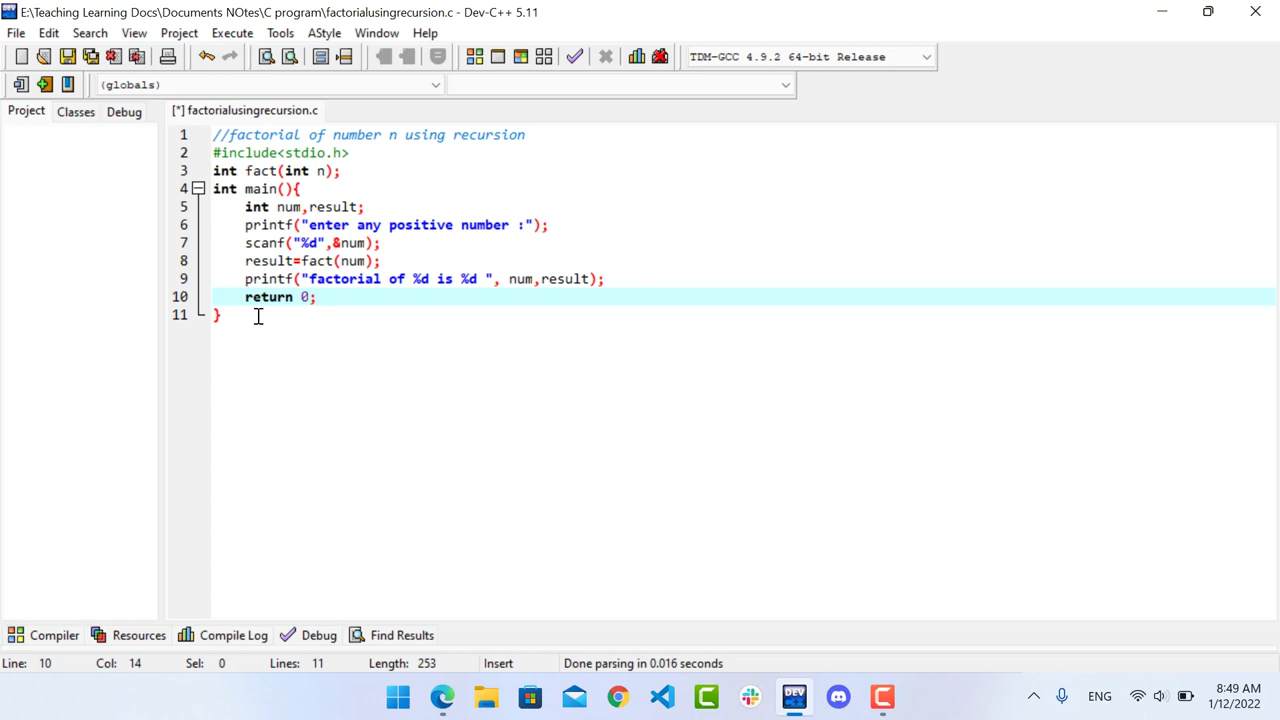 E:\Teaching Learning Docs\Documents NOtes\C program\factorialusingrecursion.c - Dev-C++ 5.11
File Edit Search View Project Execute Tools AStyle Window Help
TDM-GCC 4.9.2 64-bit Release
(globals)
Project Classes Debug [*] factorialusingrecursion.c
1 //factorial of number n using recursion
2 #include<stdio.h>
3 int fact(int n);
4 int main(){
5 int num,result;
6 printf("enter any positive number :");
7 scanf("%d",&num);
8 result=fact(num);
9 printf("factorial of %d is %d ", num,result);
10 return 0;
11 }
Compiler Resources Compile Log Debug Find Results
Line: 10 Col: 14 Sel: 0 Lines: 11 Length: 253 Insert Done parsing in 0.016 seconds
DEV
ENG
8:49 AM
1/12/2022